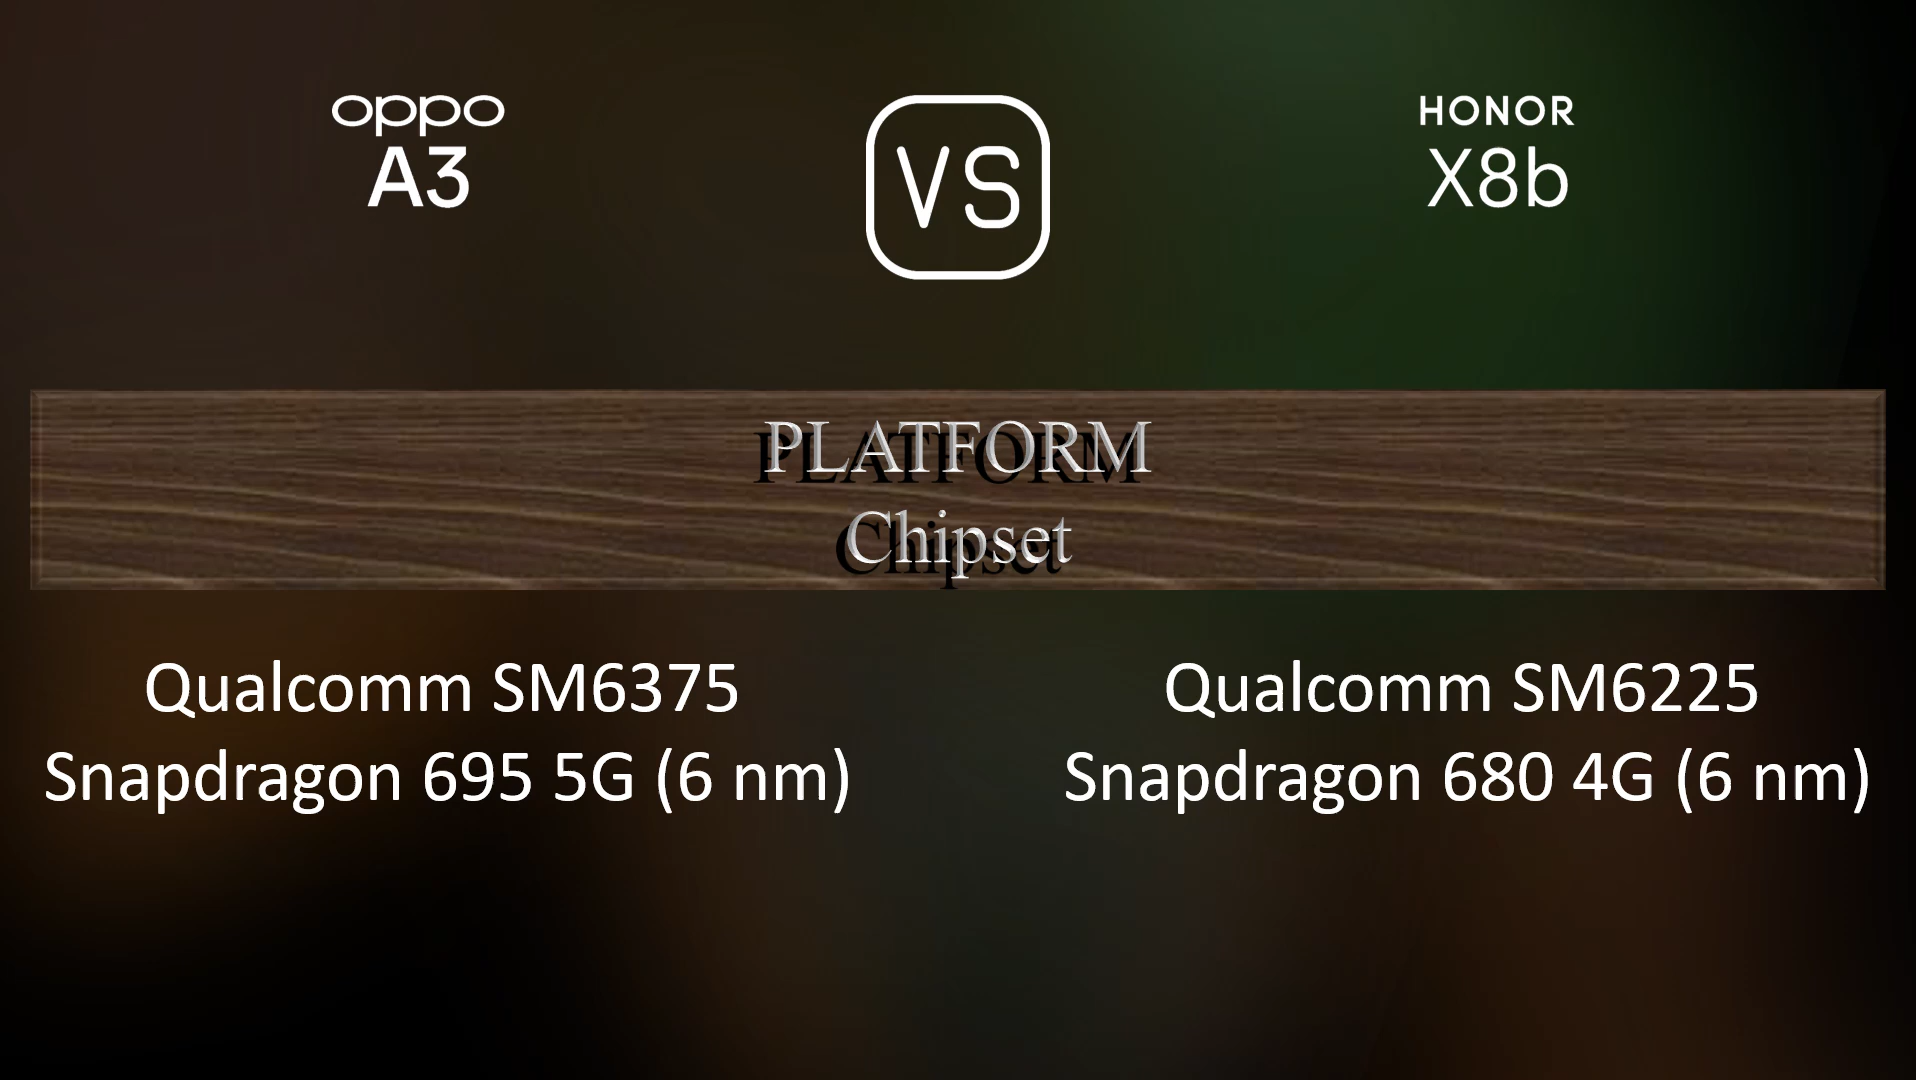 oppo
A3
VS
HONOR
X8b
PLATFORM
Chipset
Qualcomm SM6375
Snapdragon 695 5G (6 nm)
Qualcomm SM6225
Snapdragon 680 4G (6 nm)